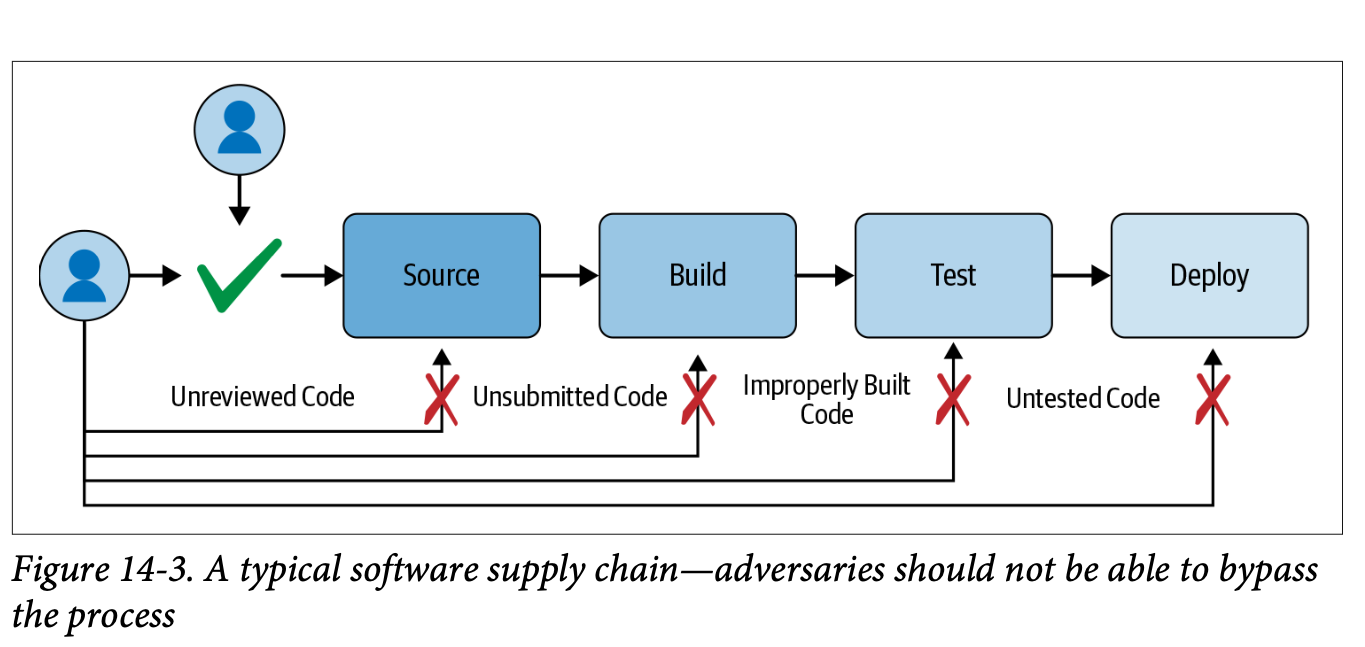 Source
Build
Test
Deploy
Unreviewed Code
Unsubmitted Code
Improperly Built
Code
Untested Code
Figure 14-3. A typical software supply chain—adversaries should not be able to bypass
the process